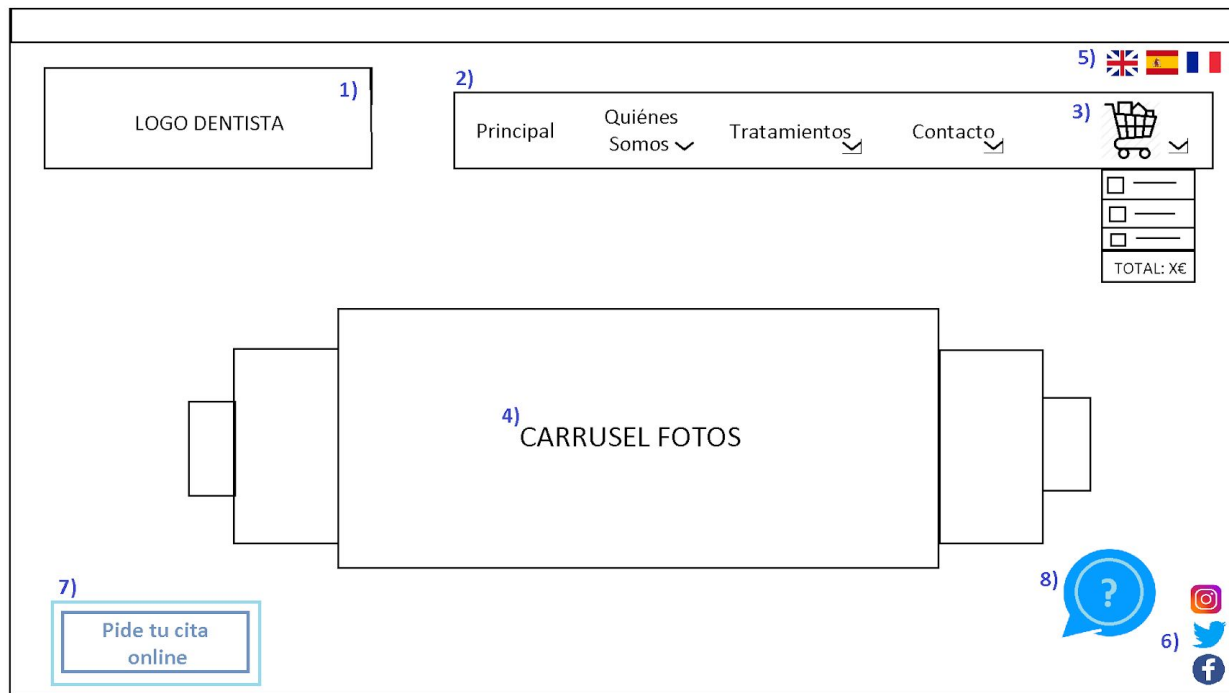 5)
1)
LOGO DENTISTA
2)
Principal
Quiénes
Somos
Tratamientos
Contacto
3)
TOTAL: X€
4)
CARRUSEL FOTOS
7)
Pide tu cita
online
8)
?
6)